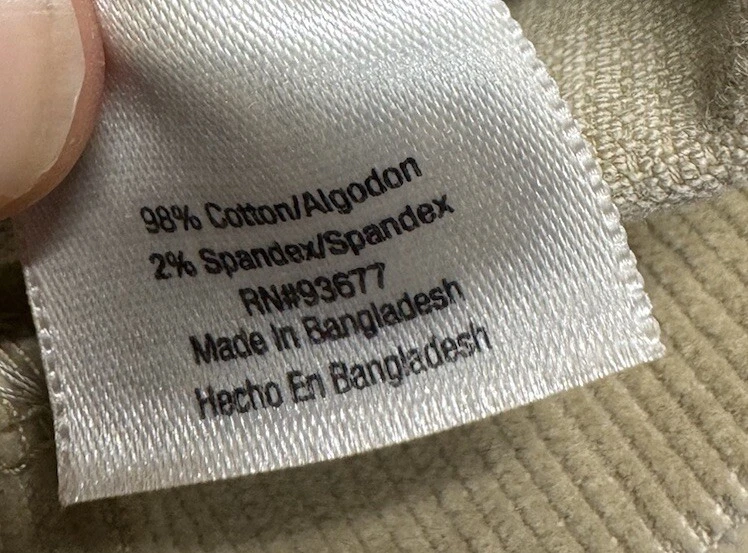 98% Cotton/Algodon
2% Spandex/Spandex
RN#93677
Made In Bangladesh
Hecho En Bangladesh